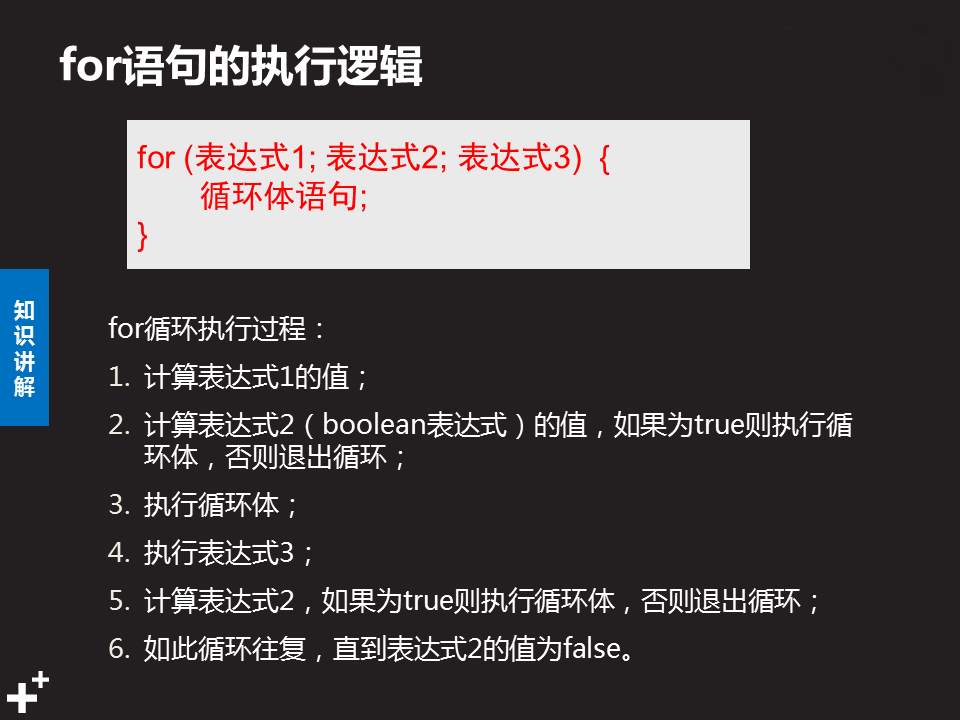 for语句的执行逻辑
for (表达式1; 表达式2; 表达式3)  {
循环体语句;
}
知识讲解
for循环执行过程：
1. 计算表达式1的值；
2. 计算表达式2（boolean表达式）的值，如果为true则执行循
环体，否则退出循环；
3. 执行循环体；
4. 执行表达式3；
5. 计算表达式2，如果为true则执行循环体，否则退出循环；
6. 如此循环往复，直到表达式2的值为false。